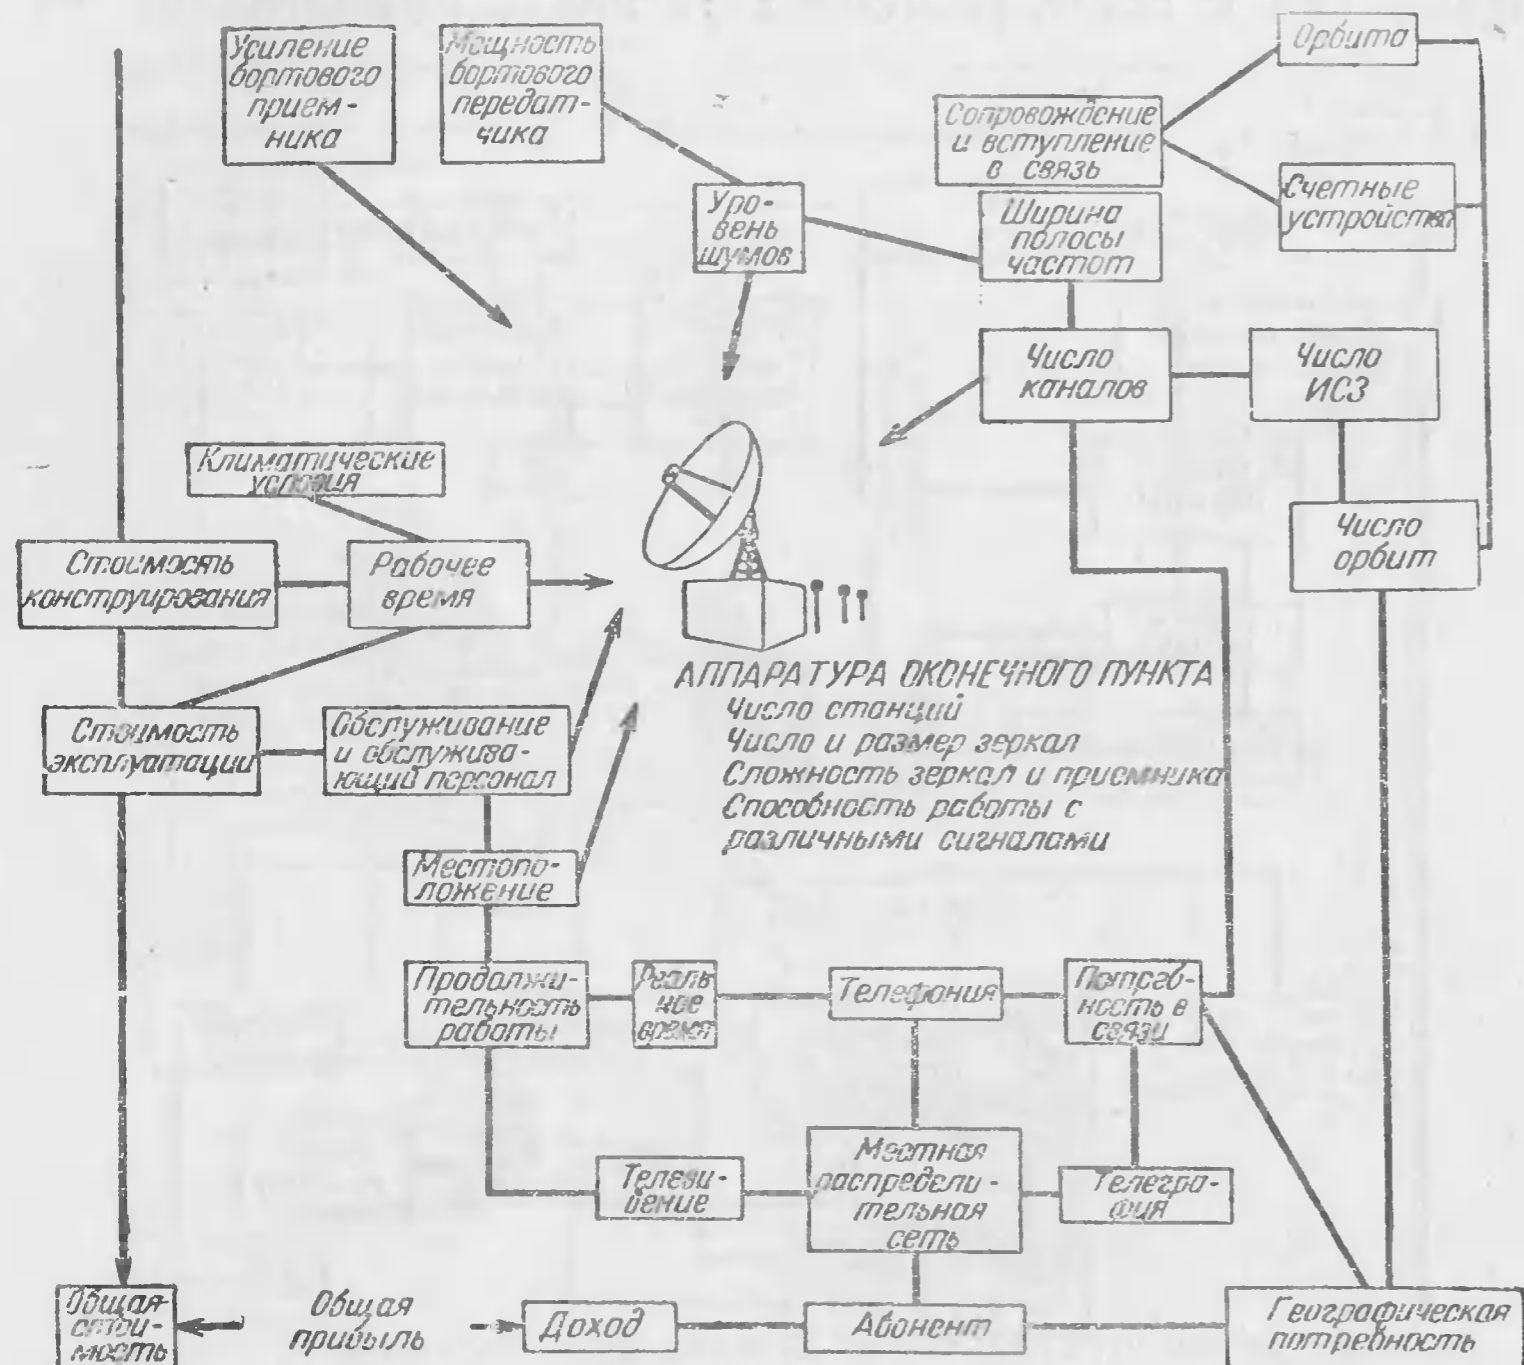 Усиление
бортового
прием-
ника
Мощность
бортового
передат-
чика
Орбита
Сопровождение
и вступление
в связь
Счетные
устройства
Уро-
вень
шумов
Ширина
полосы
частот
Число
каналов
Число
ИСЗ
Климатические
условия
Число
орбит
Стоимость
конструирования
Рабочее
время
АППАРАТУРА ОКОНЕЧНОГО ПУНКТА
Число станций
Число и размер зеркал
Сложность зеркал и приемника
Способность работы с
различными сигналами
Стоимость
эксплуатации
Обслуживание
и обслужива-
ющий персонал
Местопо-
ложение
Продолжи-
тельность
работы
Реаль-
ное
время
Телефония
Потреб-
ность в
связи
Телеви-
дение
Местная
распредели-
тельная
сеть
Телегра-
фия
Общая
стои-
мость
Общая
прибыль
Доход
Абонент
Географическая
потребность